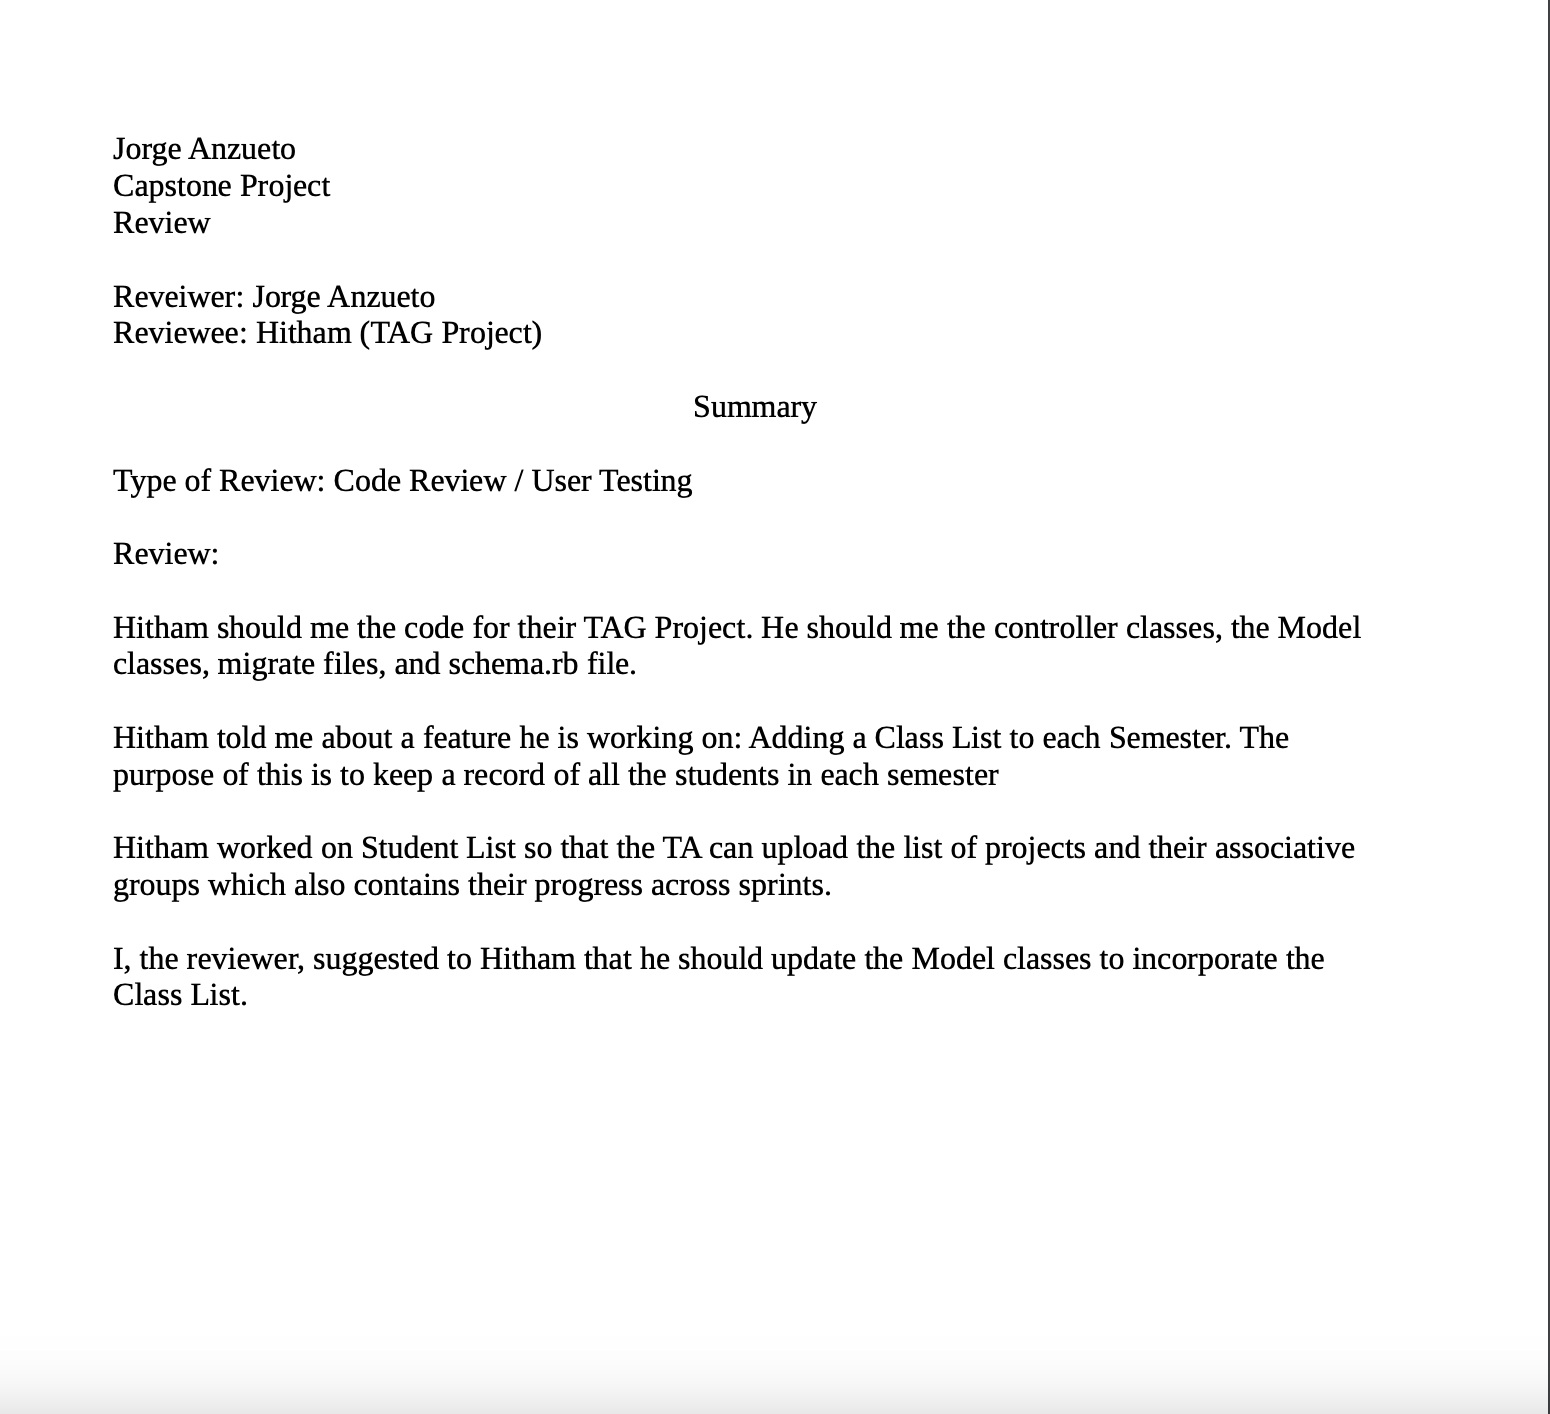 Jorge Anzueto
Capstone Project
Review
Reveiwer: Jorge Anzueto
Reviewee: Hitham (TAG Project)
Summary
Type of Review: Code Review / User Testing
Review:
Hitham should me the code for their TAG Project. He should me the controller classes, the Model
classes, migrate files, and schema.rb file.
Hitham told me about a feature he is working on: Adding a Class List to each Semester. The
purpose of this is to keep a record of all the students in each semester
Hitham worked on Student List so that the TA can upload the list of projects and their associative
groups which also contains their progress across sprints.
I, the reviewer, suggested to Hitham that he should update the Model classes to incorporate the
Class List.